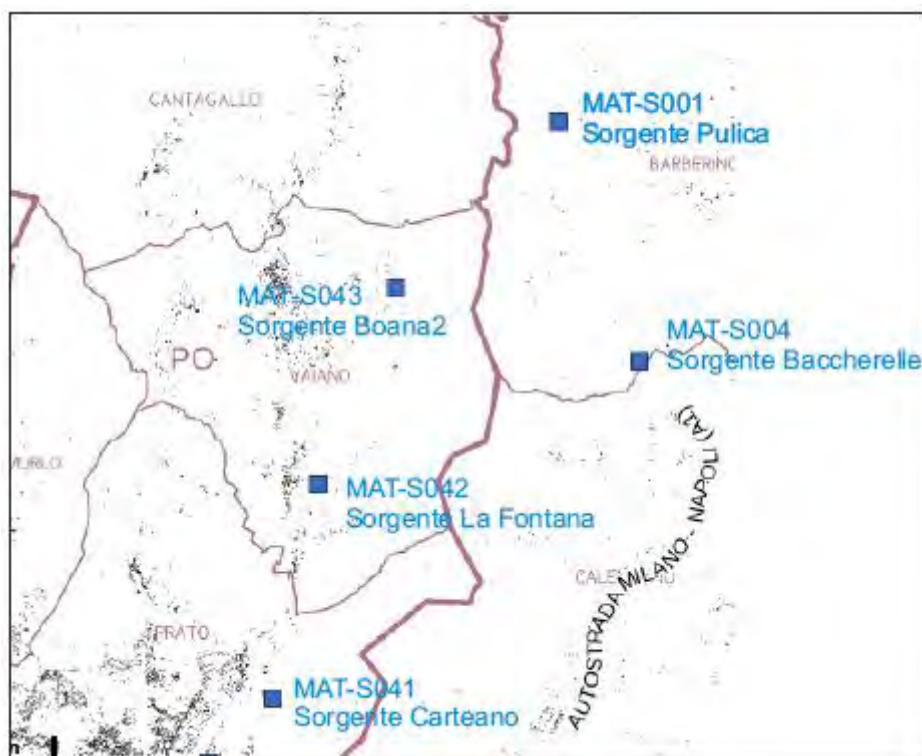 CANTAGALLO
MAT-S001
Sorgente Pulica
BARBERINO
MAT-S043
Sorgente Boana2
MAT-S004
Sorgente Baccherelle
PO
VAIANO
AUTOSTRADA MILANO - NAPOLI (A1)
MAT-S042
Sorgente La Fontana
PRATO
MAT-S041
Sorgente Carteano